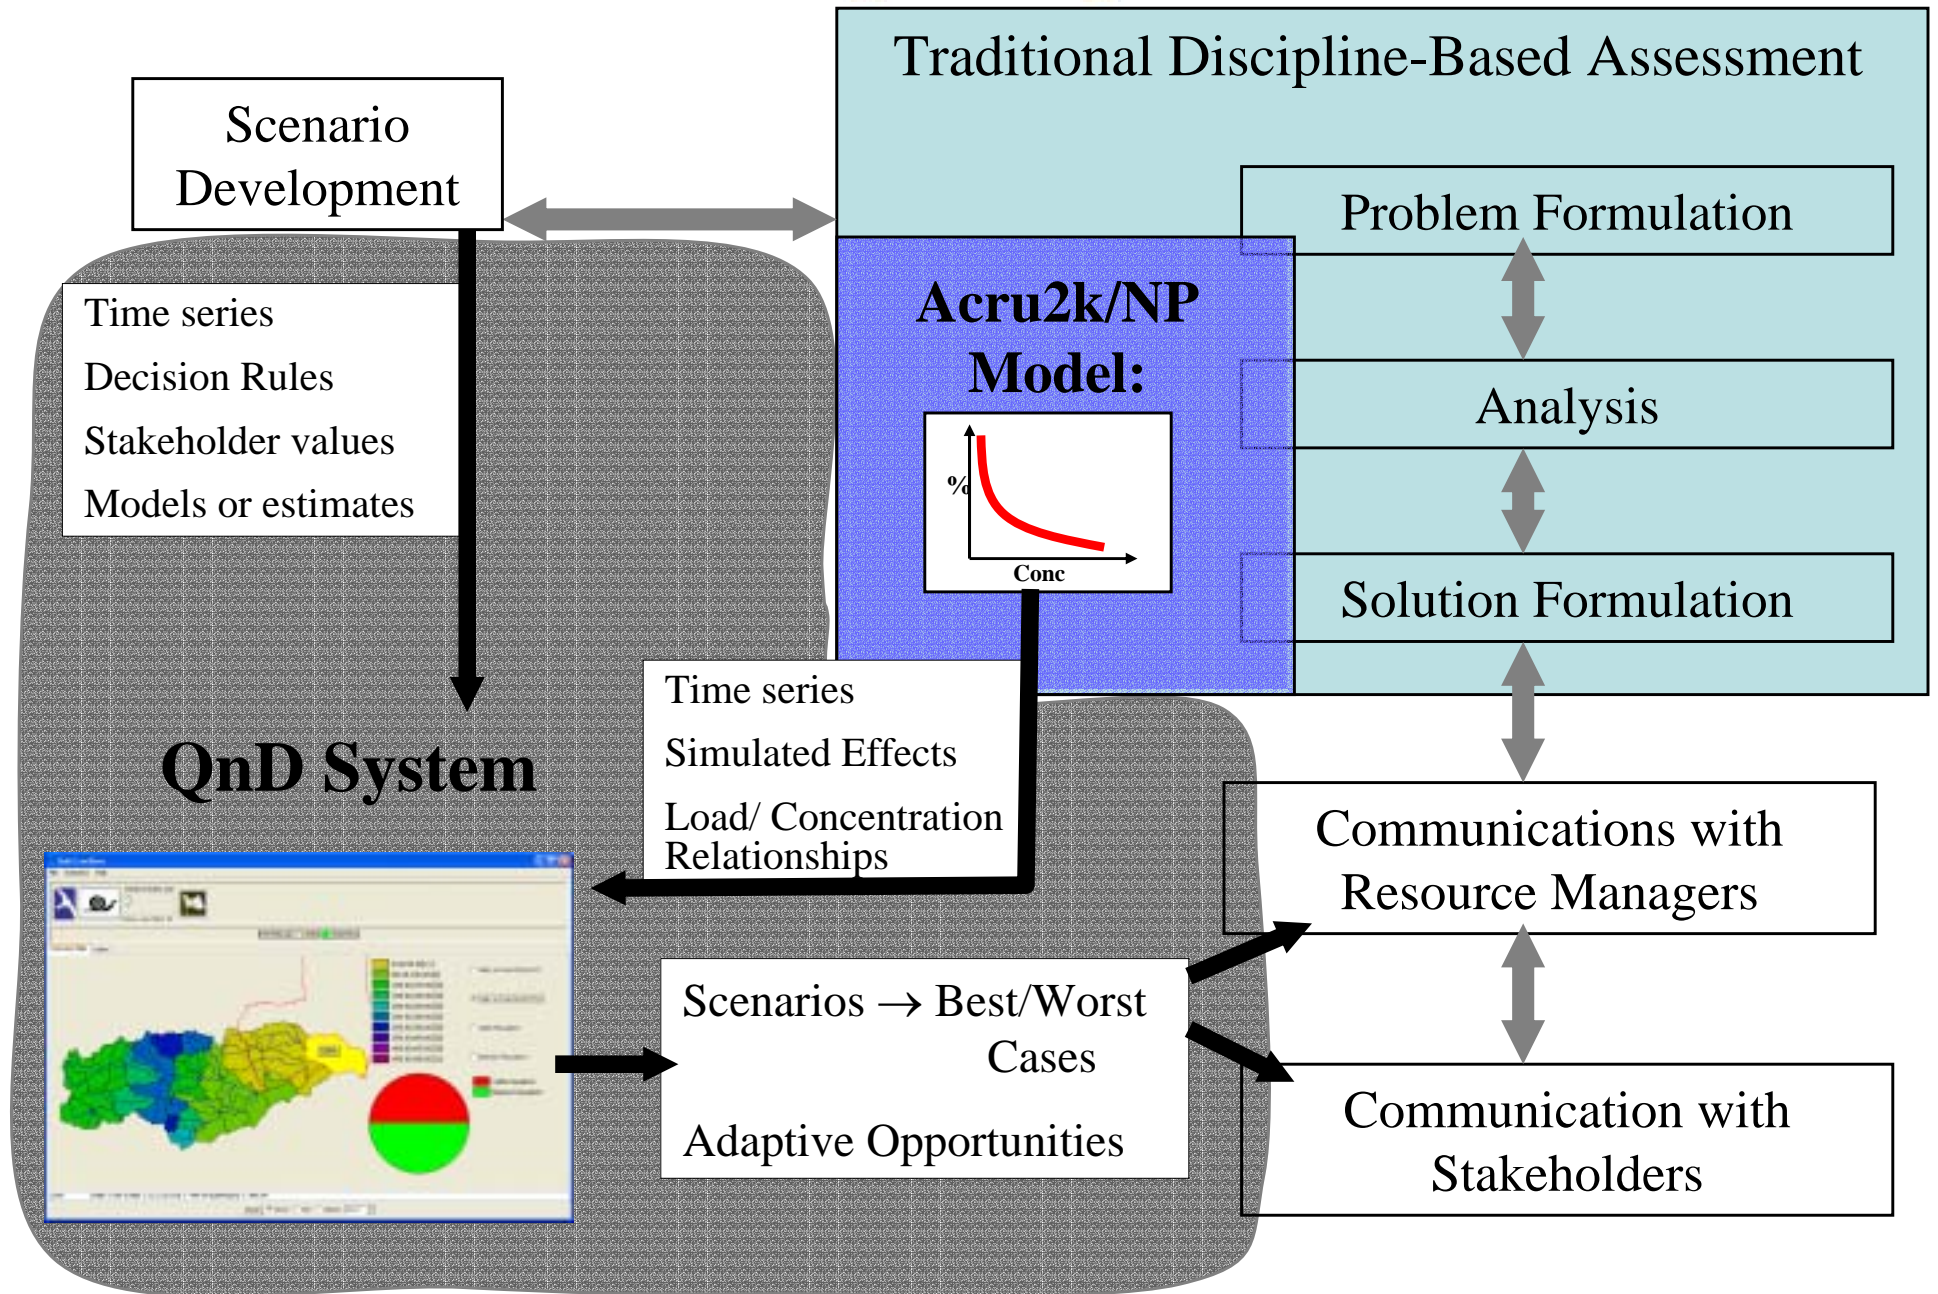 Traditional Discipline-Based Assessment
Scenario
Development
Problem Formulation
Time series
Decision Rules
Stakeholder values
Models or estimates
Acru2k/NP
Model:
%
Conc
Analysis
Solution Formulation
Time series
Simulated Effects
Load/ Concentration
Relationships
QnD System
Communications with
Resource Managers
Scenarios → Best/Worst
Cases
Adaptive Opportunities
Communication with
Stakeholders